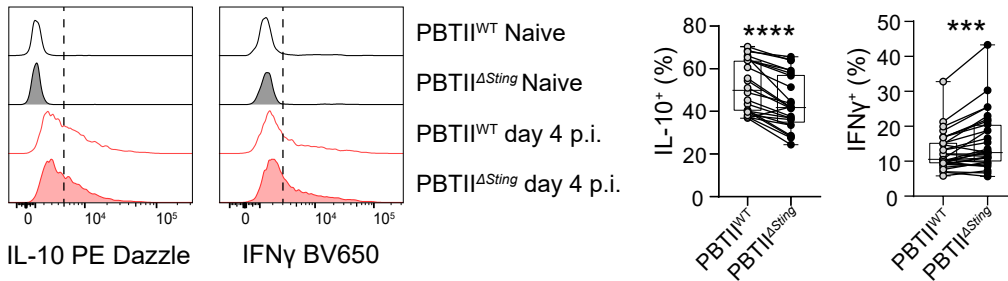 PBTII^WT Naive
PBTII^ΔSting Naive
PBTII^WT day 4 p.i.
PBTII^ΔSting day 4 p.i.
0 10^4 10^5
IL-10 PE Dazzle
0 10^4 10^5
IFNγ BV650
****
IL-10+ (%)
80
60
40
20
0
PBTII^WT
PBTII^ΔSting
***
IFNγ+ (%)
50
40
30
20
10
0
PBTII^WT
PBTII^ΔSting